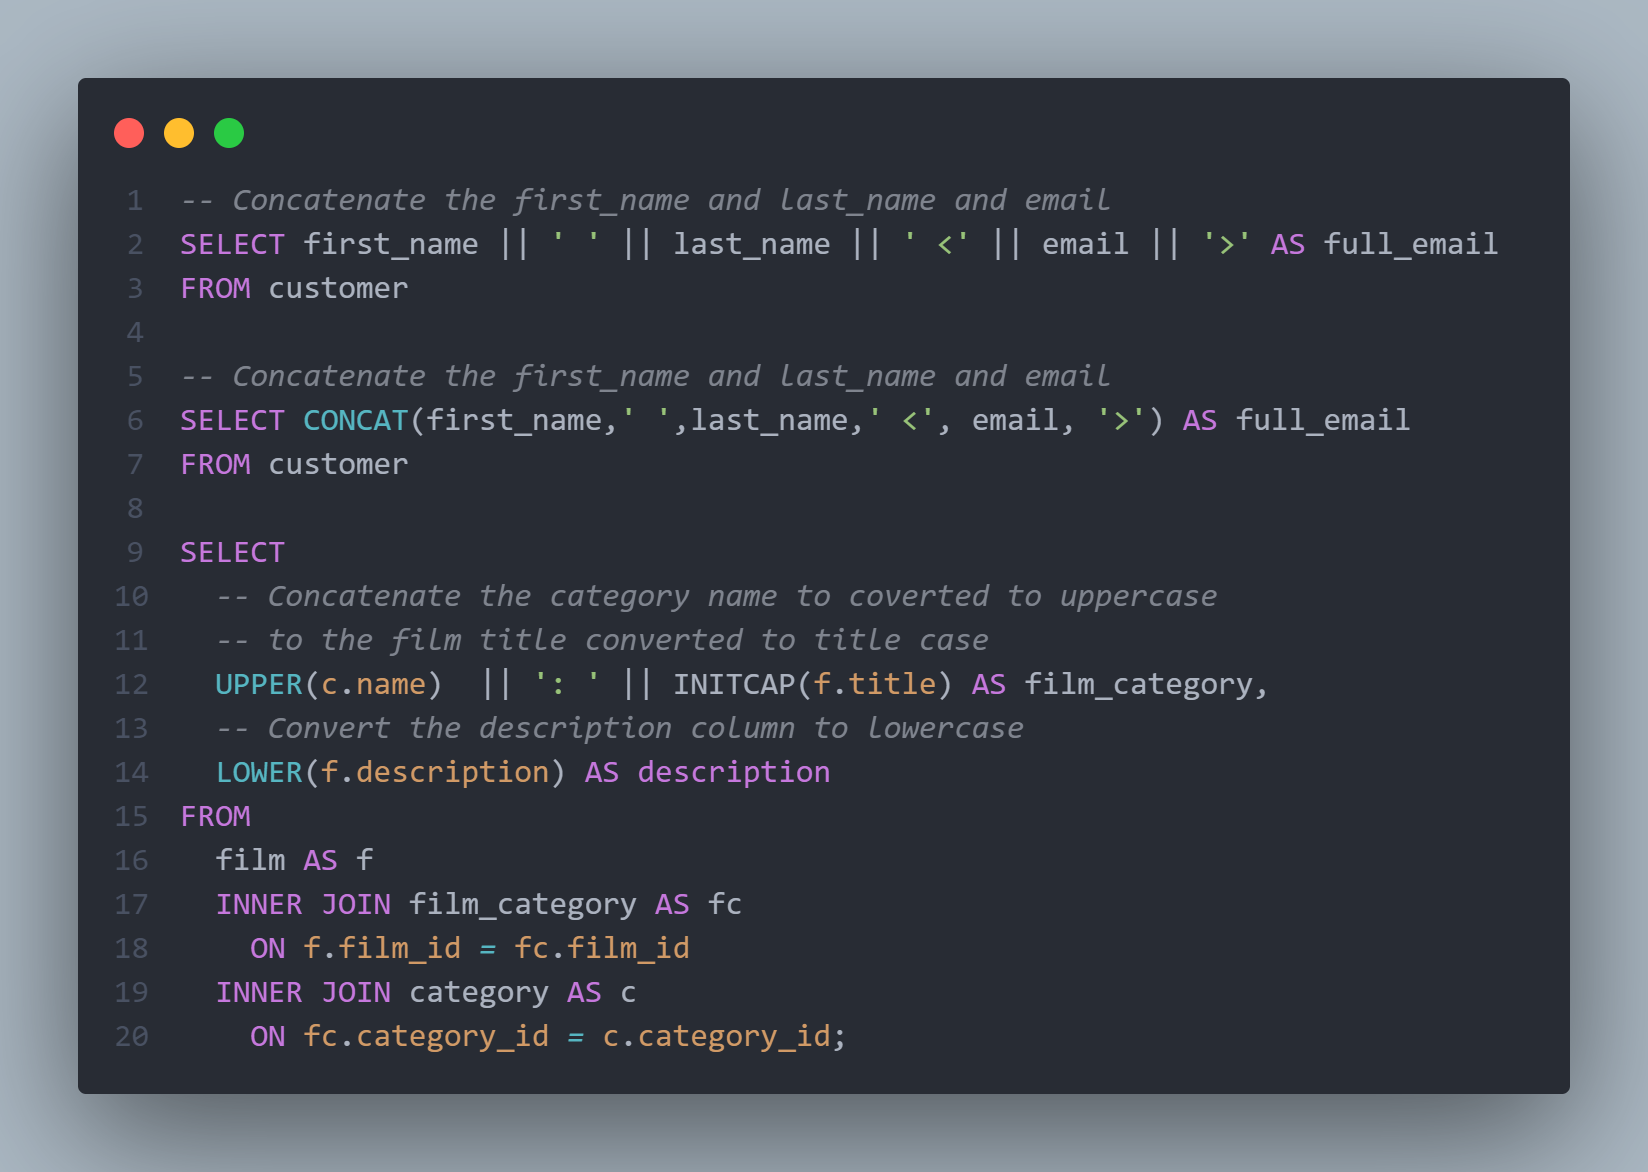 1 -- Concatenate the first_name and last_name and email
2 SELECT first_name || ' ' || last_name || ' <' || email || '>' AS full_email
3 FROM customer
4
5 -- Concatenate the first_name and last_name and email
6 SELECT CONCAT(first_name,' ',last_name,' <', email, '>') AS full_email
7 FROM customer
8
9 SELECT
10   -- Concatenate the category name to coverted to uppercase
11   -- to the film title converted to title case
12   UPPER(c.name)  || ': ' || INITCAP(f.title) AS film_category,
13   -- Convert the description column to lowercase
14   LOWER(f.description) AS description
15 FROM
16   film AS f
17   INNER JOIN film_category AS fc
18     ON f.film_id = fc.film_id
19   INNER JOIN category AS c
20     ON fc.category_id = c.category_id;